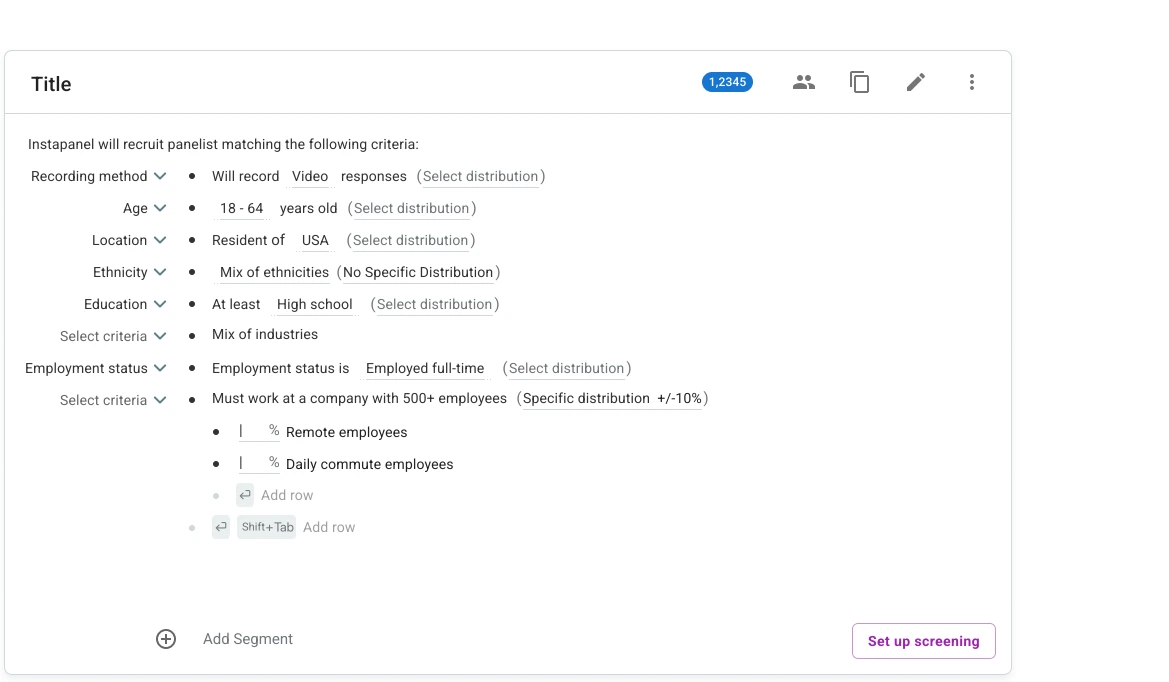 Title 1,2345
Instapanel will recruit panelist matching the following criteria:
Recording method • Will record Video responses (Select distribution)
Age • 18 - 64 years old (Select distribution)
Location • Resident of USA (Select distribution)
Ethnicity • Mix of ethnicities (No Specific Distribution)
Education • At least High school (Select distribution)
Select criteria • Mix of industries
Employment status • Employment status is Employed full-time (Select distribution)
Select criteria • Must work at a company with 500+ employees (Specific distribution +/-10%)
• | % Remote employees
• | % Daily commute employees
• Add row
• Shift+Tab Add row
Add Segment Set up screening